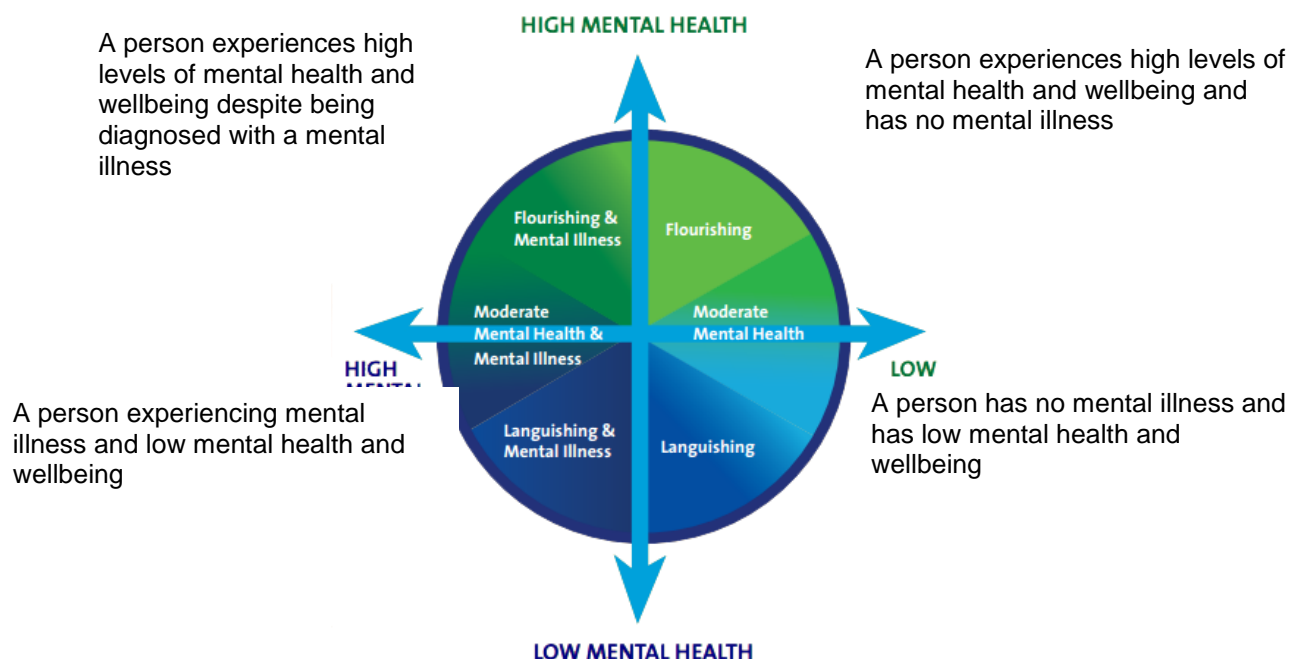 HIGH MENTAL HEALTH
A person experiences high
levels of mental health and
wellbeing despite being
diagnosed with a mental
illness
A person experiences high levels of
mental health and wellbeing and
has no mental illness
Flourishing &
Mental Illness
Flourishing
Moderate
Mental Health &
Mental Illness
Moderate
Mental Health
HIGH
MENTAL
LOW
A person experiencing mental
illness and low mental health and
wellbeing
A person has no mental illness and
has low mental health and
wellbeing
Languishing &
Mental Illness
Languishing
LOW MENTAL HEALTH